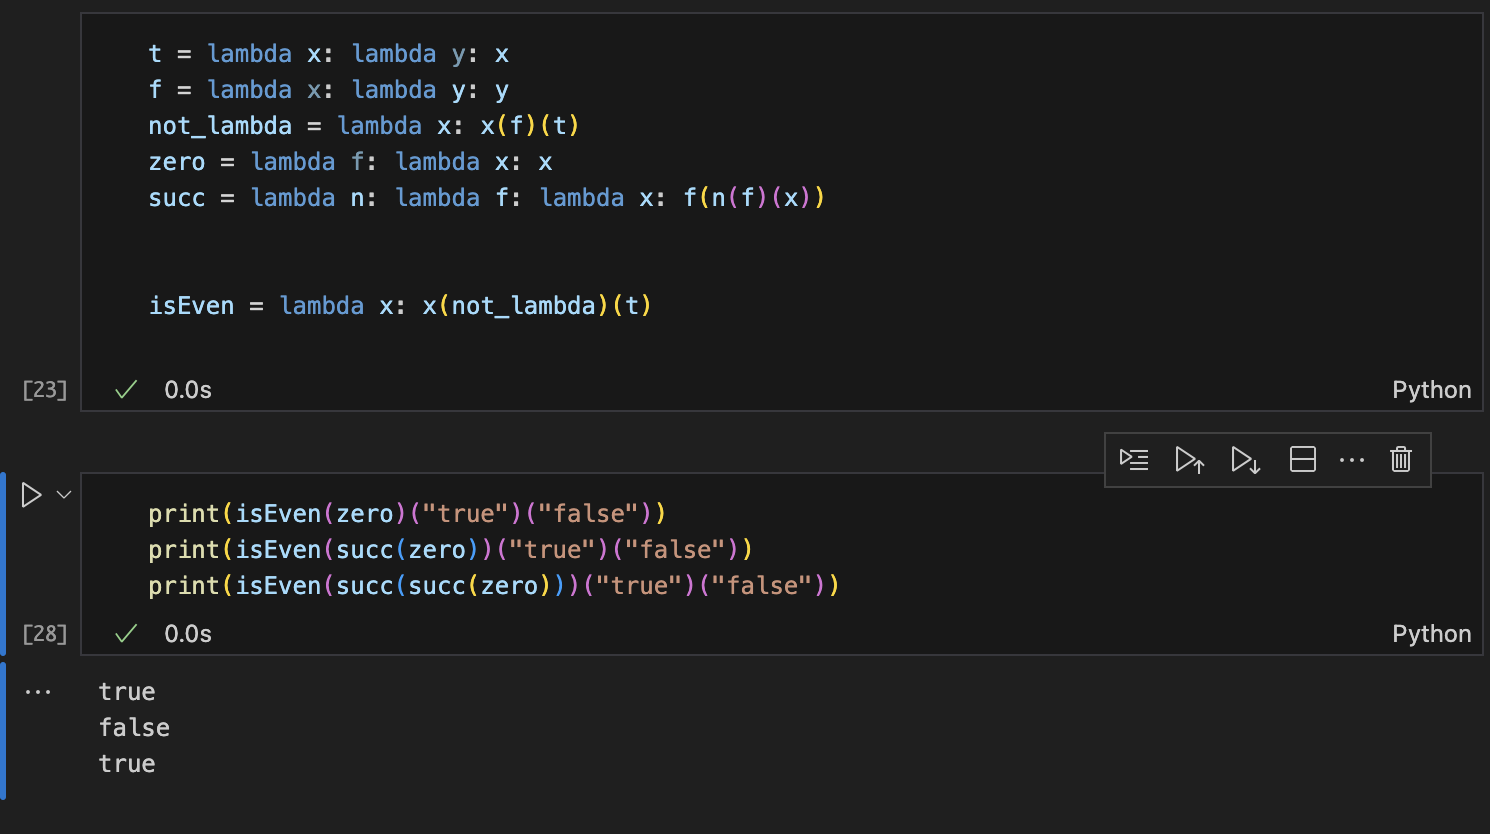 t = lambda x: lambda y: x
f = lambda x: lambda y: y
not_lambda = lambda x: x(f)(t)
zero = lambda f: lambda x: x
succ = lambda n: lambda f: lambda x: f(n(f)(x))
isEven = lambda x: x(not_lambda)(t)
[23] 0.0s Python
print(isEven(zero)("true")("false"))
print(isEven(succ(zero))("true")("false"))
print(isEven(succ(succ(zero)))("true")("false"))
[28] 0.0s Python
true
false
true